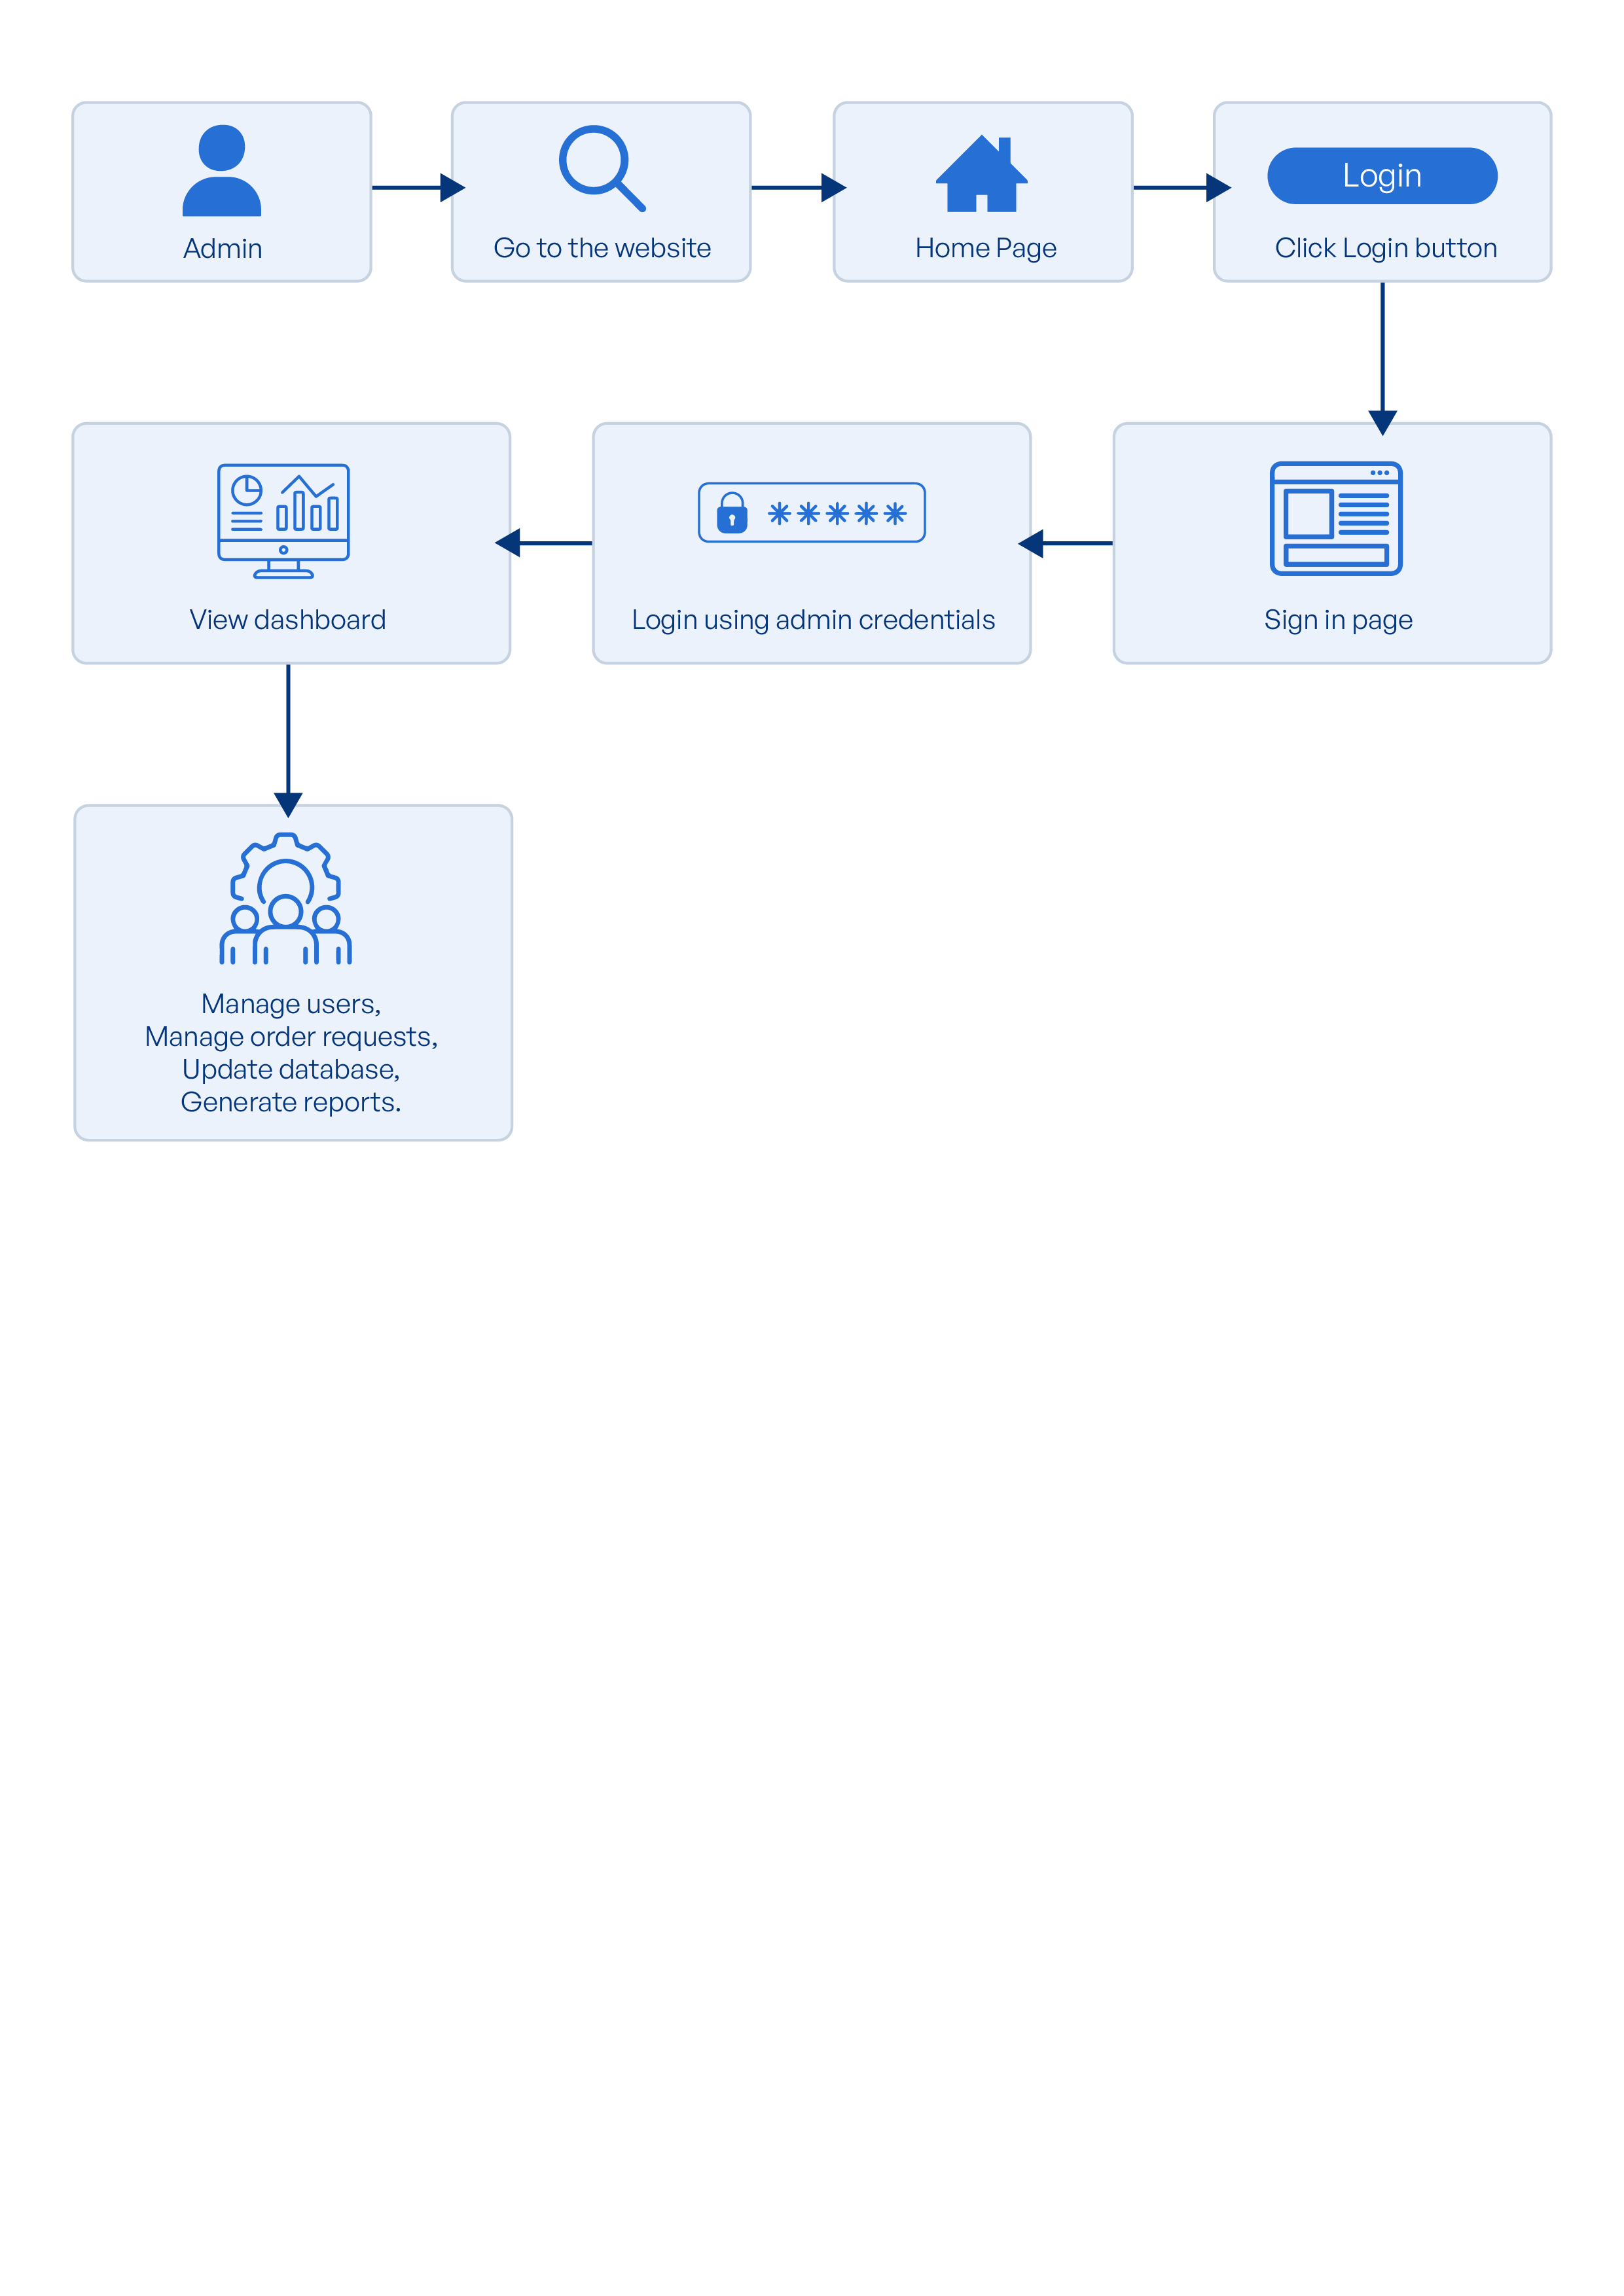 Admin
Go to the website
Home Page
Login
Click Login button
Sign in page
Login using admin credentials
*****
View dashboard
Manage users,
Manage order requests,
Update database,
Generate reports.